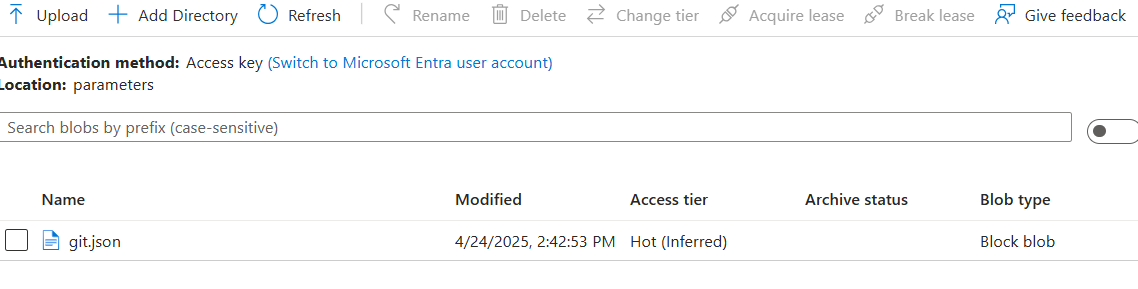 Upload Add Directory Refresh Rename Delete Change tier Acquire lease Break lease Give feedback
Authentication method: Access key (Switch to Microsoft Entra user account)
Location: parameters
Search blobs by prefix (case-sensitive)
Name Modified Access tier Archive status Blob type
git.json 4/24/2025, 2:42:53 PM Hot (Inferred) Block blob